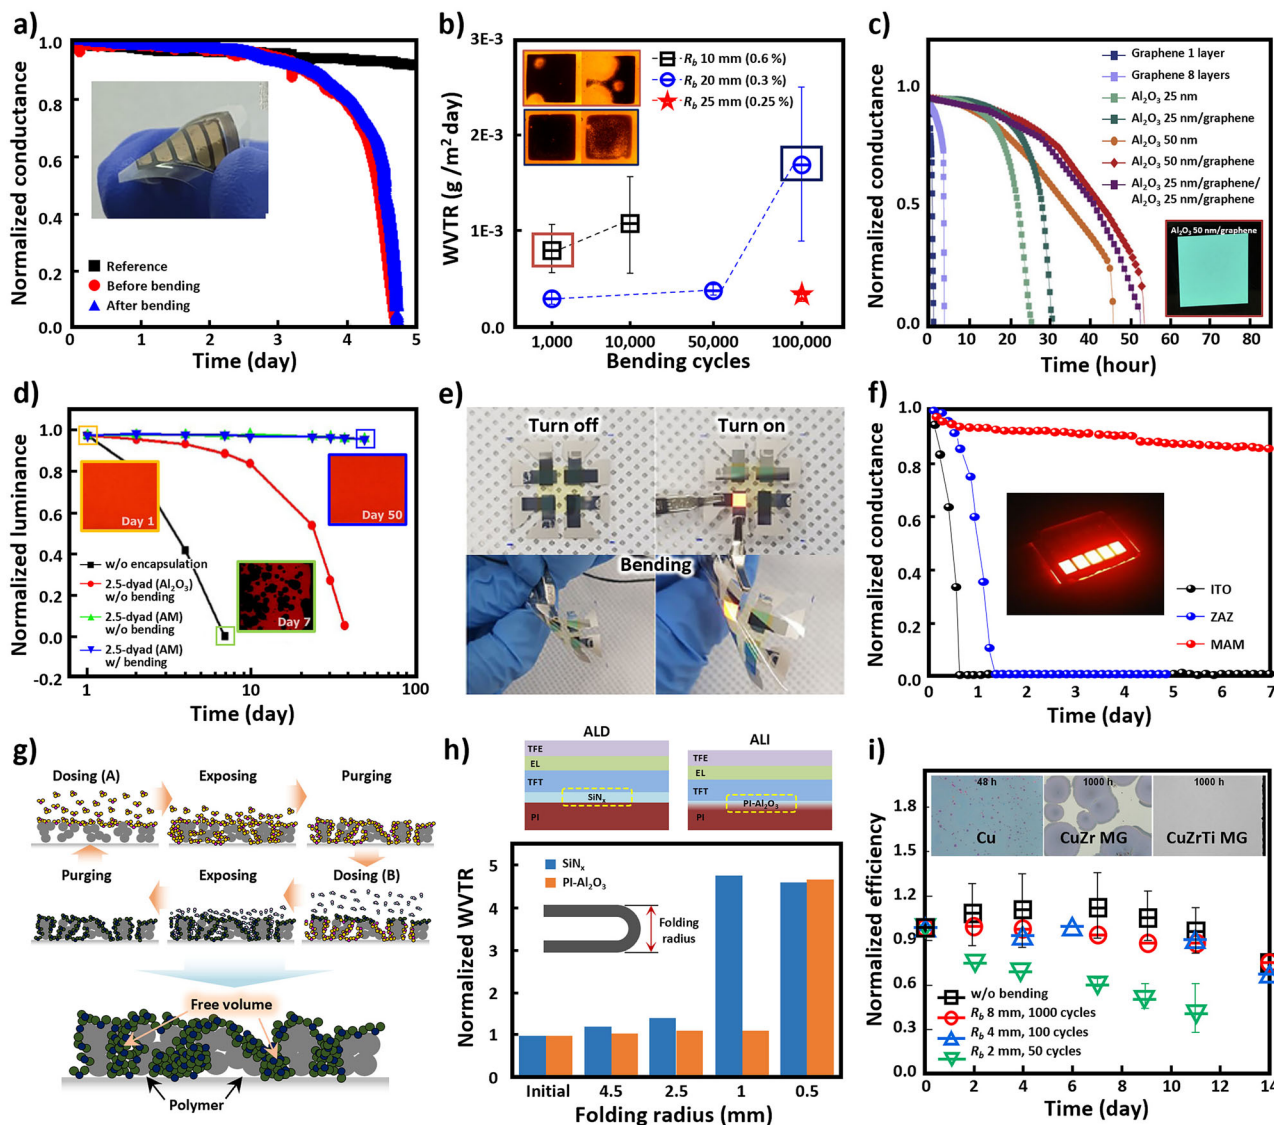 a)
Normalized conductance
1.0
0.8
0.6
0.4
0.2
0.0
Reference
Before bending
After bending
0
1
2
3
4
5
Time (day)
b)
WVTR (g /m² day)
3E-3
2E-3
1E-3
0.0
R_b 10 mm (0.6 %)
R_b 20 mm (0.3 %)
R_b 25 mm (0.25 %)
1,000
10,000
50,000
100,000
Bending cycles
c)
Normalized conductance
1.0
0.5
0.0
Graphene 1 layer
Graphene 8 layers
Al₂O₃ 25 nm
Al₂O₃ 25 nm/graphene
Al₂O₃ 50 nm
Al₂O₃ 50 nm/graphene
Al₂O₃ 25 nm/graphene/
Al₂O₃ 25 nm/graphene
Al₂O₃ 50 nm/graphene
0
10
20
30
40
50
60
70
80
Time (hour)
d)
Normalized luminance
1.0
0.8
0.6
0.4
0.2
0.0
-0.2
Day 1
Day 50
Day 7
w/o encapsulation
2.5-dyad (Al₂O₃)
w/o bending
2.5-dyad (AM)
w/o bending
2.5-dyad (AM)
w/ bending
1
10
100
Time (day)
e)
Turn off
Turn on
Bending
f)
Normalized conductance
1.0
0.8
0.6
0.4
0.2
0.0
ITO
ZAZ
MAM
0
1
2
3
4
5
6
7
Time (day)
g)
Dosing (A)
Exposing
Purging
Purging
Exposing
Dosing (B)
Free volume
Polymer
h)
ALD
TFE
EL
TFT
SiNₓ
PI
ALI
TFE
EL
TFT
PI-Al₂O₃
PI
Normalized WVTR
5
4
3
2
1
0
SiNₓ
PI-Al₂O₃
Folding
radius
Initial
4.5
2.5
1
0.5
Folding radius (mm)
i)
Normalized efficiency
1.8
1.5
1.2
0.9
0.6
0.3
48 h
Cu
1000 h
CuZr MG
1000 h
CuZrTi MG
w/o bending
R_b 8 mm, 1000 cycles
R_b 4 mm, 100 cycles
R_b 2 mm, 50 cycles
0
2
4
6
8
10
12
14
Time (day)